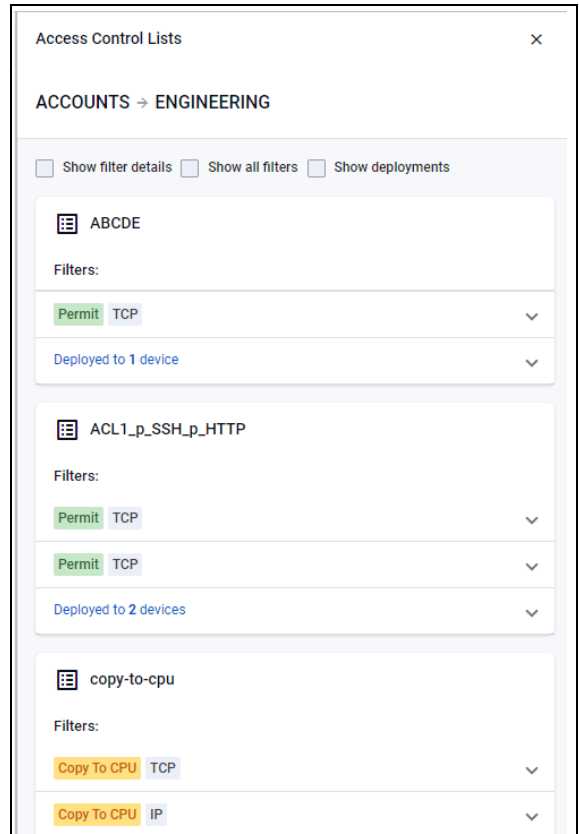 Access Control Lists
ACCOUNTS → ENGINEERING
Show filter details Show all filters Show deployments
ABCDE
Filters:
Permit TCP
Deployed to 1 device
ACL1_p_SSH_p_HTTP
Filters:
Permit TCP
Permit TCP
Deployed to 2 devices
copy-to-cpu
Filters:
Copy To CPU TCP
Copy To CPU IP